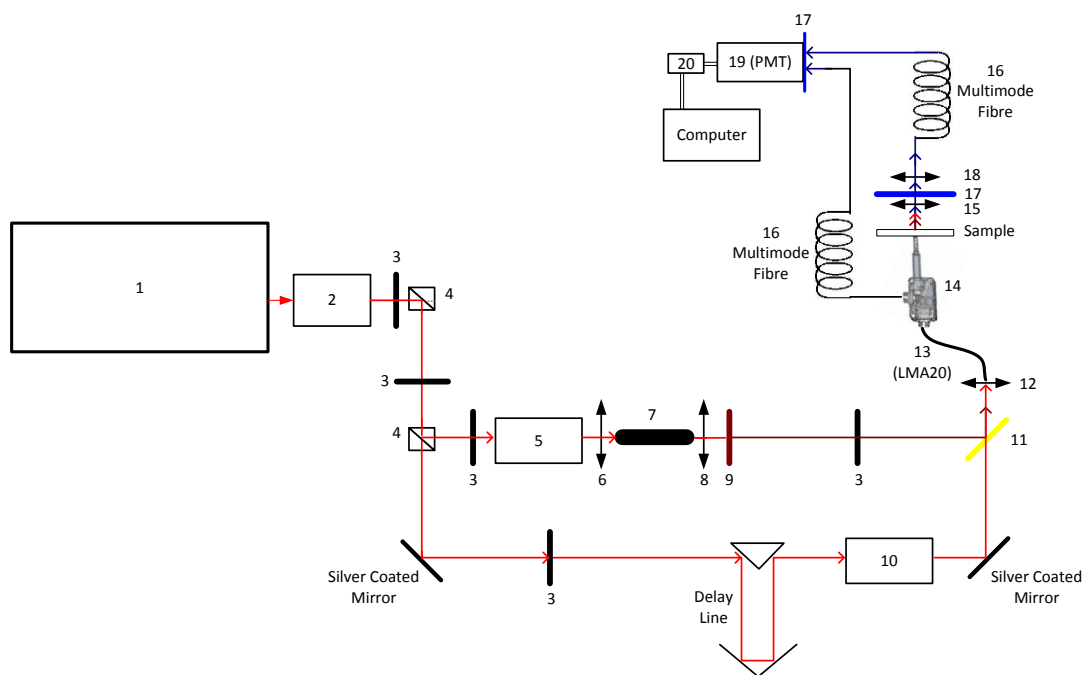 17
19 (PMT)
20
16
Multimode
Fibre
Computer
18
17
15
Sample
16
Multimode
Fibre
3
4
14
1
2
13
(LMA20)
12
3
4
7
5
11
3
6
8
9
3
10
Silver Coated
Mirror
3
Delay
Line
Silver Coated
Mirror